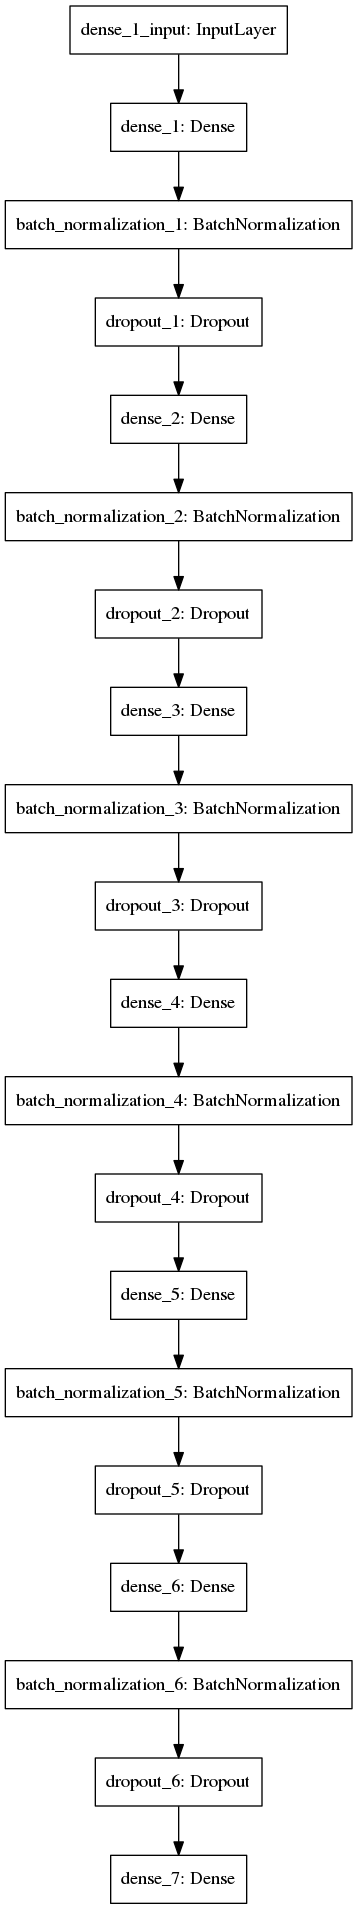 dense_1_input: InputLayer
dense_1: Dense
batch_normalization_1: BatchNormalization
dropout_1: Dropout
dense_2: Dense
batch_normalization_2: BatchNormalization
dropout_2: Dropout
dense_3: Dense
batch_normalization_3: BatchNormalization
dropout_3: Dropout
dense_4: Dense
batch_normalization_4: BatchNormalization
dropout_4: Dropout
dense_5: Dense
batch_normalization_5: BatchNormalization
dropout_5: Dropout
dense_6: Dense
batch_normalization_6: BatchNormalization
dropout_6: Dropout
dense_7: Dense